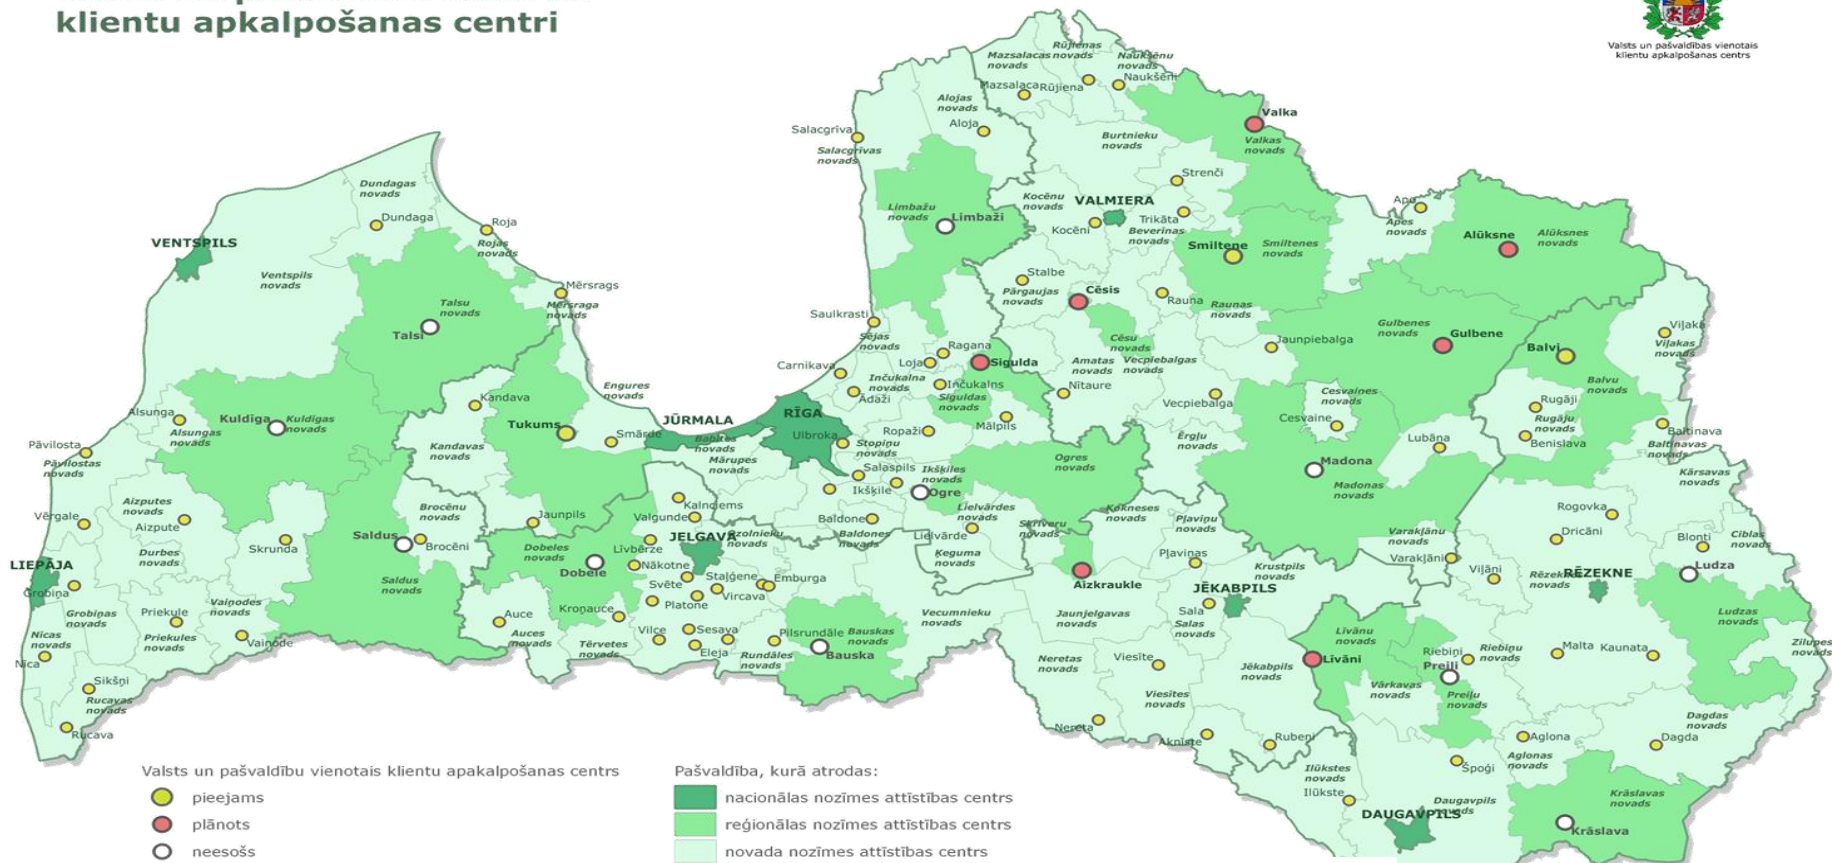 klientu apkalpošanas centri
Valsts un pašvaldības vienotais
klientu apkalpošanas centrs
Mazsalacas
novads
Rūjienas
novads
Naukšēnu
novads
Mazsalaca
Rūjiena
Naukšēni
Alojas
novads
Aloja
Salacgrīva
Salacgrīvas
novads
Burtnieku
novads
Valka
Valkas
novads
Strenči
Dundagas
novads
Dundaga
Roja
Rojas
novads
Limbažu
novads
Limbaži
Kocēnu
novads
VALMIERA
Kocēni
Trikāta
Beverīnas
novads
Apes
novads
Smiltene
Smiltenes
novads
Alūksne
Alūksnes
novads
VENTSPILS
Ventspils
novads
Stalbe
Pārgaujas
novads
Cēsis
Rauna
Raunas
novads
Mērsrags
Mērsraga
novads
Talsu
novads
Talsi
Saulkrasti
Sējas
novads
Cēsu
novads
Gulbenes
novads
Gulbene
Viļaka
Viļakas
novads
Ragana
Loja
Sigulda
Jaunpiebalga
Balvi
Carnikava
Inčukalna
novads
Amatas
novads
Vecpiebalgas
novads
Balvu
novads
Engures
novads
Inčukalns
Ādaži
Siguldas
novads
Nītaure
Vecpiebalga
Cesvaines
novads
Kandava
Rugāji
Rugāju
novads
Alsunga
Alsungas
novads
Kuldīga
Kuldīgas
novads
Tukums
Smārde
JŪRMALA
RĪGA
Mālpils
Cesvaine
Baltinava
Baltinavas
novads
Ulbroka
Ropaži
Stopiņu
novads
Babītes
novads
Mārupes
novads
Ērgļu
novads
Lubāna
Benislava
Pāvilosta
Pāvilostas
novads
Kandavas
novads
Ogres
novads
Madona
Madonas
novads
Kārsavas
novads
Salaspils
Ikšķile
Ikšķiles
novads
Ogre
Aizputes
novads
Aizpute
Vērgale
Brocēnu
novads
Jaunpils
Kalnciems
Valgunde
Baldone
Baldones
novads
Lielvārdes
novads
Lielvārde
Skrīveru
novads
Kokneses
novads
Pļaviņu
novads
Varakļānu
novads
Rogovka
Dricāni
Ciblas
novads
Blonti
Saldus
Brocēni
Skrunda
Durbes
novads
Dobeles
novads
Dobele
Līvbērze
JELGAVA
Ozolnieku
novads
Ķeguma
novads
Pļaviņas
Varakļāni
Viļāni
Ludza
LIEPĀJA
Grobiņa
Grobiņas
novads
Saldus
novads
Nākotne
Svēte
Staļģene
Emburga
Aizkraukle
Krustpils
novads
RĒZEKNE
Rēzeknes
novads
Priekule
Priekules
novads
Vaiņodes
novads
Vaiņode
Auce
Auces
novads
Kroņauce
Platone
Vircava
Vecumnieku
novads
Jaunjelgavas
novads
JĒKABPILS
Sala
Salas
novads
Ludzas
novads
Nīcas
novads
Nīca
Tērvetes
novads
Vilce
Sesava
Eleja
Pilsrundāle
Rundāles
novads
Bauskas
novads
Bauska
Līvānu
novads
Līvāni
Riebiņi
Riebiņu
novads
Preiļi
Malta
Kaunata
Zilupes
novads
Sikšņi
Rucavas
novads
Rucava
Neretas
novads
Viesīte
Viesītes
novads
Jēkabpils
novads
Vārkavas
novads
Preiļu
novads
Nereta
Aknīste
Rubeņi
Aglona
Aglonas
novads
Dagdas
novads
Dagda
Ilūkstes
novads
Ilūkste
Špoģi
DAUGAVPILS
Daugavpils
novads
Krāslavas
novads
Krāslava
Valsts un pašvaldību vienotais klientu apakalpošanas centrs
pieejams
plānots
neesošs
Pašvaldība, kurā atrodas:
nacionālas nozīmes attīstības centrs
reģionālas nozīmes attīstības centrs
novada nozīmes attīstības centrs